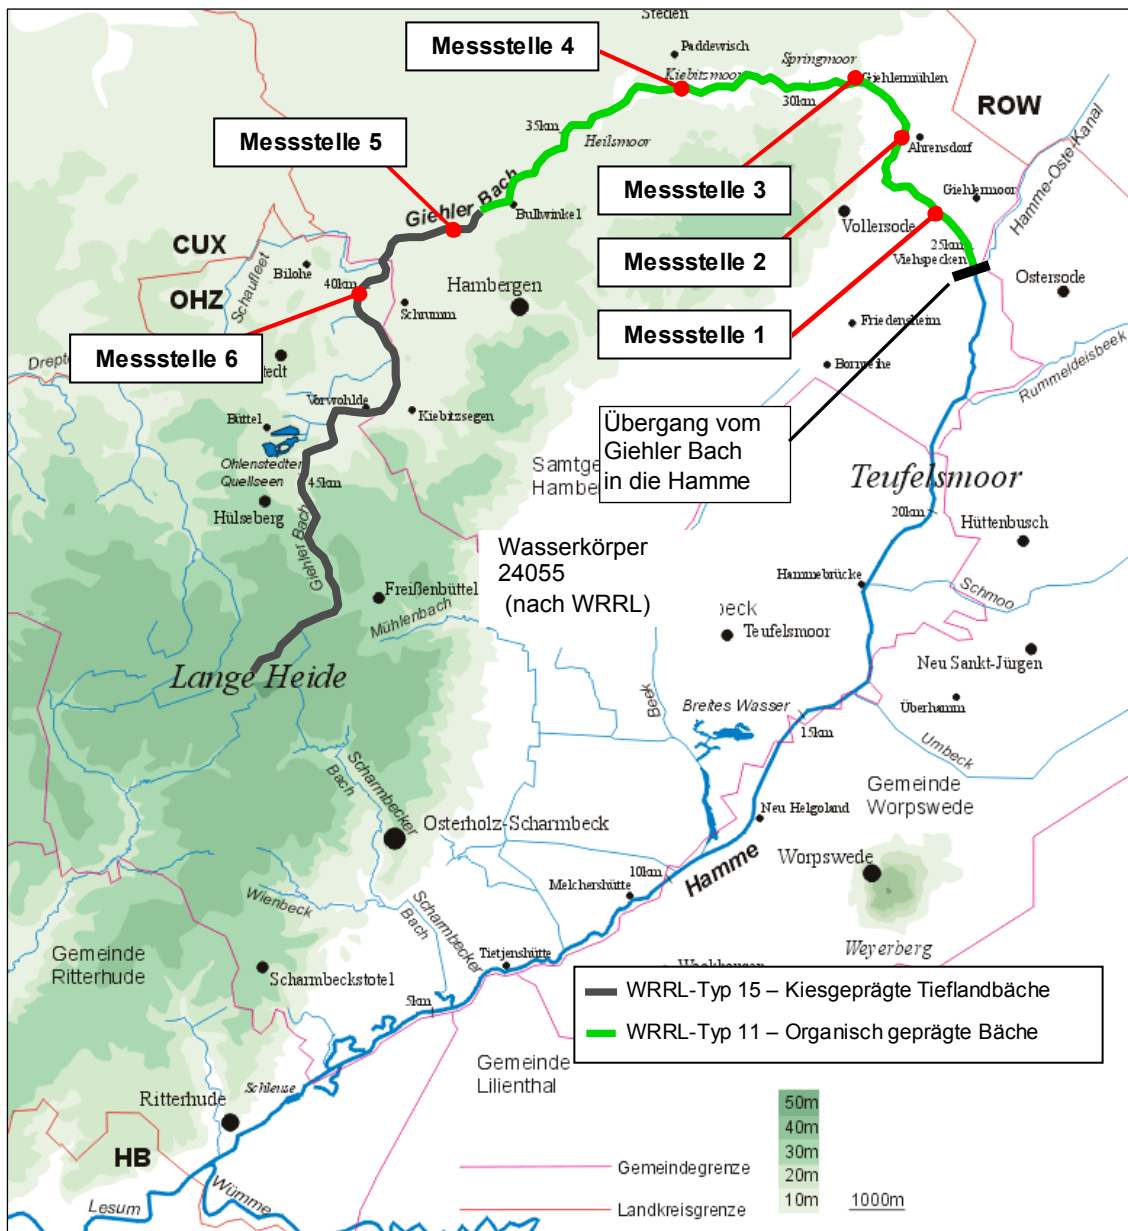 Steden
Messstelle 4
Paddewisch
Springmoor
Kiebitzmoor
Giehlermühlen
ROW
30km
Messstelle 5
35km
Heilsmoor
Ahrensdorf
Hamme-Oste-Kanal
Messstelle 3
Giehlermoor
Giehler Bach
Bullwinkel
Vollersode
CUX
25km
Viehspecken
Messstelle 2
Schaufleet
Bilohe
OHZ
40km
Hambergen
Ostersode
Schrumm
Friedensheim
Messstelle 1
Messstelle 6
Drepte
stedt
Rummeldeisbeek
Vorwohlde
Kiebitzsegen
Büttel
Übergang vom
Giehler Bach
in die Hamme
Ohlenstedter
Quellseen
Samtge
Hambe
Teufelsmoor
45km
Hülseberg
20km
Hüttenbusch
Giehler Bach
Wasserkörper
24055
(nach WRRL)
Hammebrücke
Freißenbüttel
Schmoo
Mühlenbach
beck
Teufelsmoor
Neu Sankt-Jürgen
Lange Heide
Beek
Breites Wasser
Überhamm
15km
Umbeck
Scharmbecker
Bach
Gemeinde
Worpswede
Neu Helgoland
Osterholz-Scharmbeck
Worpswede
Hamme
10km
Melchershütte
Wienbeck
Scharmbecker
Bach
Weyerberg
Gemeinde
Ritterhude
Tietjenshütte
Scharmbeckstotel
WRRL-Typ 15 – Kiesgeprägte Tieflandbäche
5km
WRRL-Typ 11 – Organisch geprägte Bäche
Gemeinde
Lilienthal
Schleuse
Ritterhude
50m
40m
30m
20m
10m
HB
Gemeindegrenze
Wümme
Lesum
Landkreisgrenze
1000m